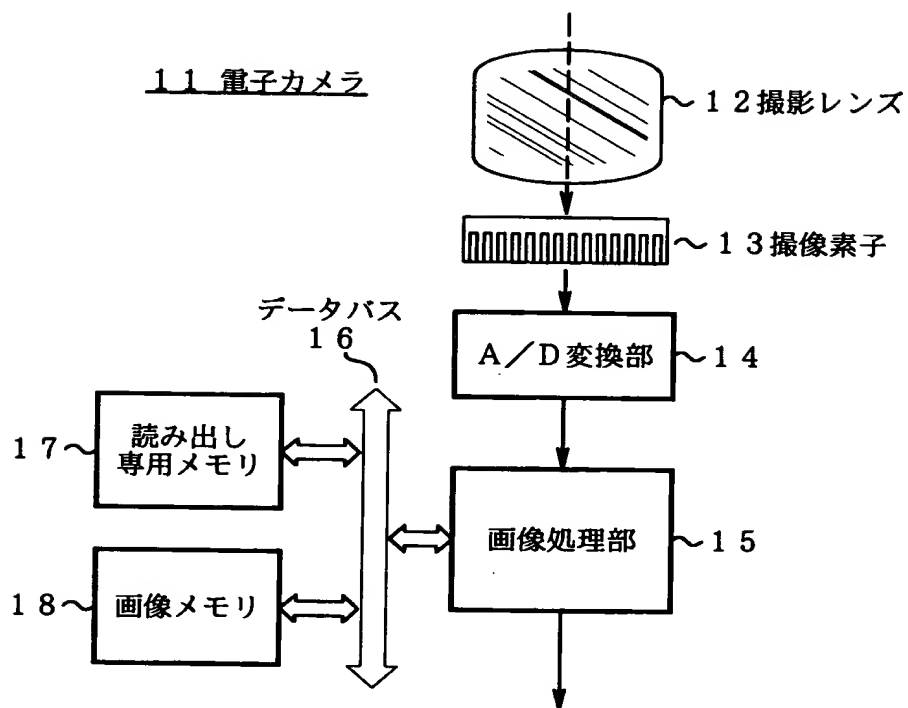 １１ 電子カメラ
１２撮影レンズ
１３撮像素子
データバス
１６
Ａ／Ｄ変換部
１４
１７
読み出し
専用メモリ
画像処理部
１５
１８
画像メモリ